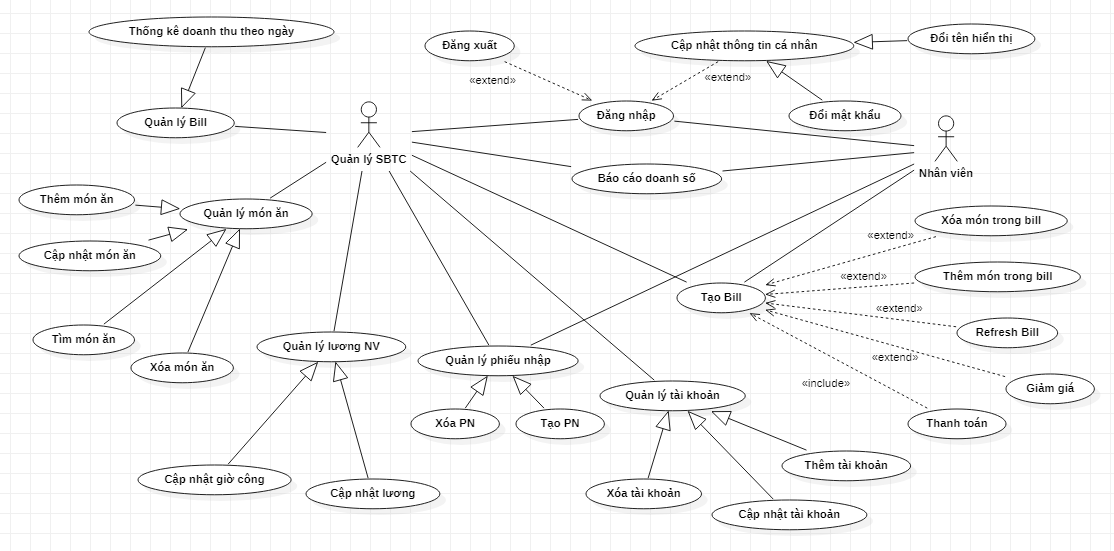 Thống kê doanh thu theo ngày
Đăng xuất
Cập nhật thông tin cá nhân
Đổi tên hiển thị
«extend»
«extend»
Quản lý Bill
Đăng nhập
Đổi mật khẩu
Quản lý SBTC
Nhân viên
Báo cáo doanh số
Thêm món ăn
Quản lý món ăn
Xóa món trong bill
«extend»
Cập nhật món ăn
Thêm món trong bill
«extend»
Tạo Bill
«extend»
Refresh Bill
Tìm món ăn
Quản lý lương NV
Quản lý phiếu nhập
«extend»
Xóa món ăn
«include»
Giảm giá
Quản lý tài khoản
Xóa PN
Tạo PN
Thanh toán
Thêm tài khoản
Cập nhật giờ công
Cập nhật lương
Xóa tài khoản
Cập nhật tài khoản